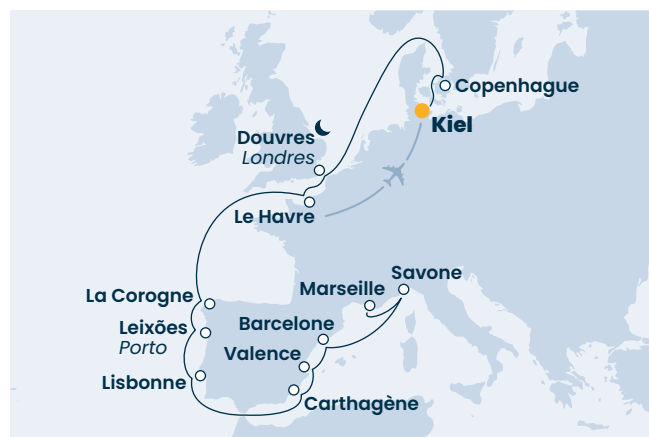 Copenhague
Kiel
Douvres
Londres
Le Havre
Savone
Marseille
La Corogne
Barcelone
Leixões
Porto
Valence
Lisbonne
Carthagène